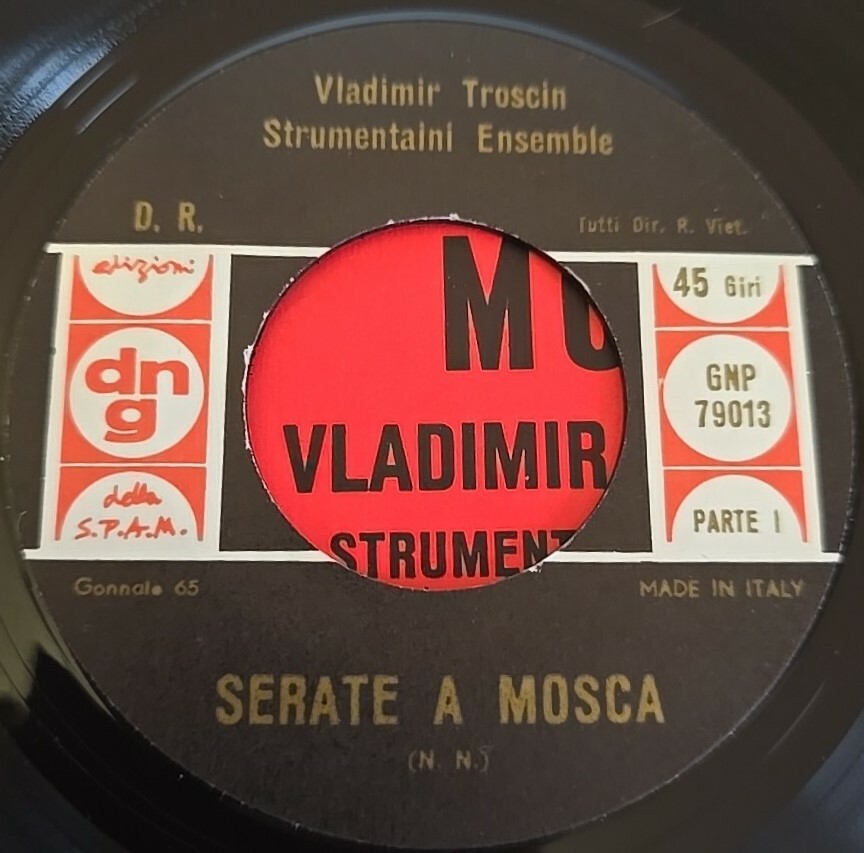 Vladimir Troscin
Strumentaini Ensemble
D. R.
Tutti Dir. R. Viet.
edizioni
dn
g
della
S.P.A.M.
45 Giri
GNP
79013
PARTE I
MO
VLADIMIR
STRUMENT
Gonnale 65
MADE IN ITALY
SERATE A MOSCA
(N. N.)